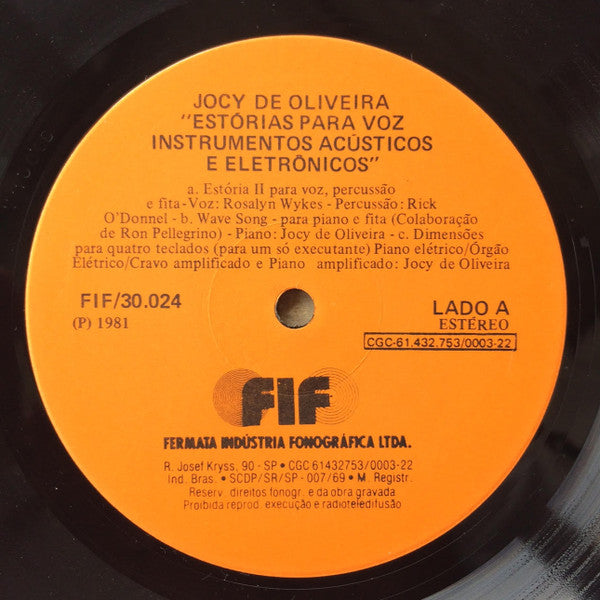 JOCY DE OLIVEIRA
"ESTÓRIAS PARA VOZ
INSTRUMENTOS ACÚSTICOS
E ELETRÔNICOS"
a. Estória II para voz, percussão
e fita-Voz: Rosalyn Wykes - Percussão: Rick
O'Donnel - b. Wave Song - para piano e fita (Colaboração
de Ron Pellegrino) - Piano: Jocy de Oliveira - c. Dimensões
para quatro teclados (para um só executante) Piano elétrico/Órgão
Elétrico/Cravo amplificado e Piano amplificado: Jocy de Oliveira
FIF/30.024
(P) 1981
LADO A
ESTÉREO
CGC-61.432.753/0003-22
FIF
FERMATA INDÚSTRIA FONOGRÁFICA LTDA.
R. Josef Kryss, 90 - SP • CGC 61432753/0003-22
Ind. Bras. • SCDP/SR/SP - 007/69 • M. Registr.
Reserv. direitos fonogr. e da obra gravada
Proibida reprod. execução e radioteledifusão